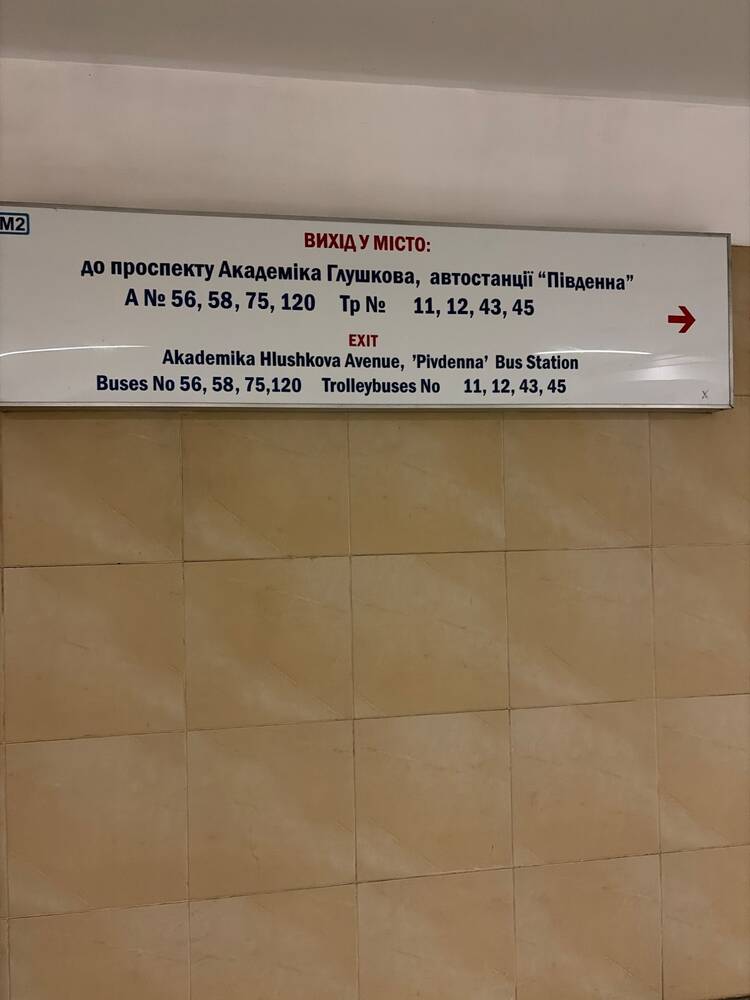 M2
ВИХІД У МІСТО:
до проспекту Академіка Глушкова, автостанції “Південна”
А № 56, 58, 75, 120 Тр № 11, 12, 43, 45
EXIT
Akademika Hlushkova Avenue, ’Pivdenna’ Bus Station
Buses No 56, 58, 75,120 Trolleybuses No 11, 12, 43, 45
x